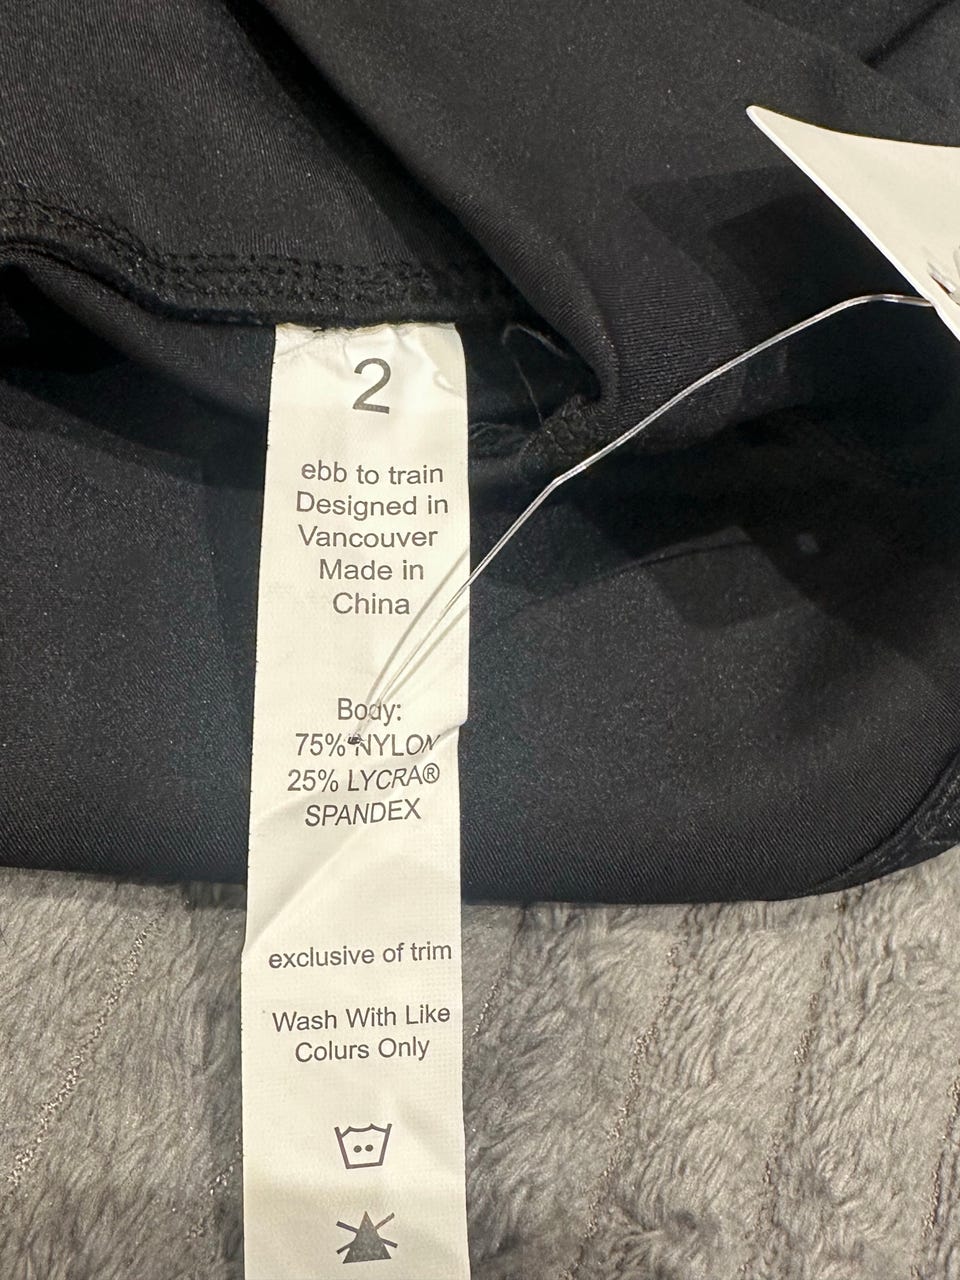 2
ebb to train
Designed in
Vancouver
Made in
China
Body:
75% NYLON
25% LYCRA®
SPANDEX
exclusive of trim
Wash With Like
Colurs Only